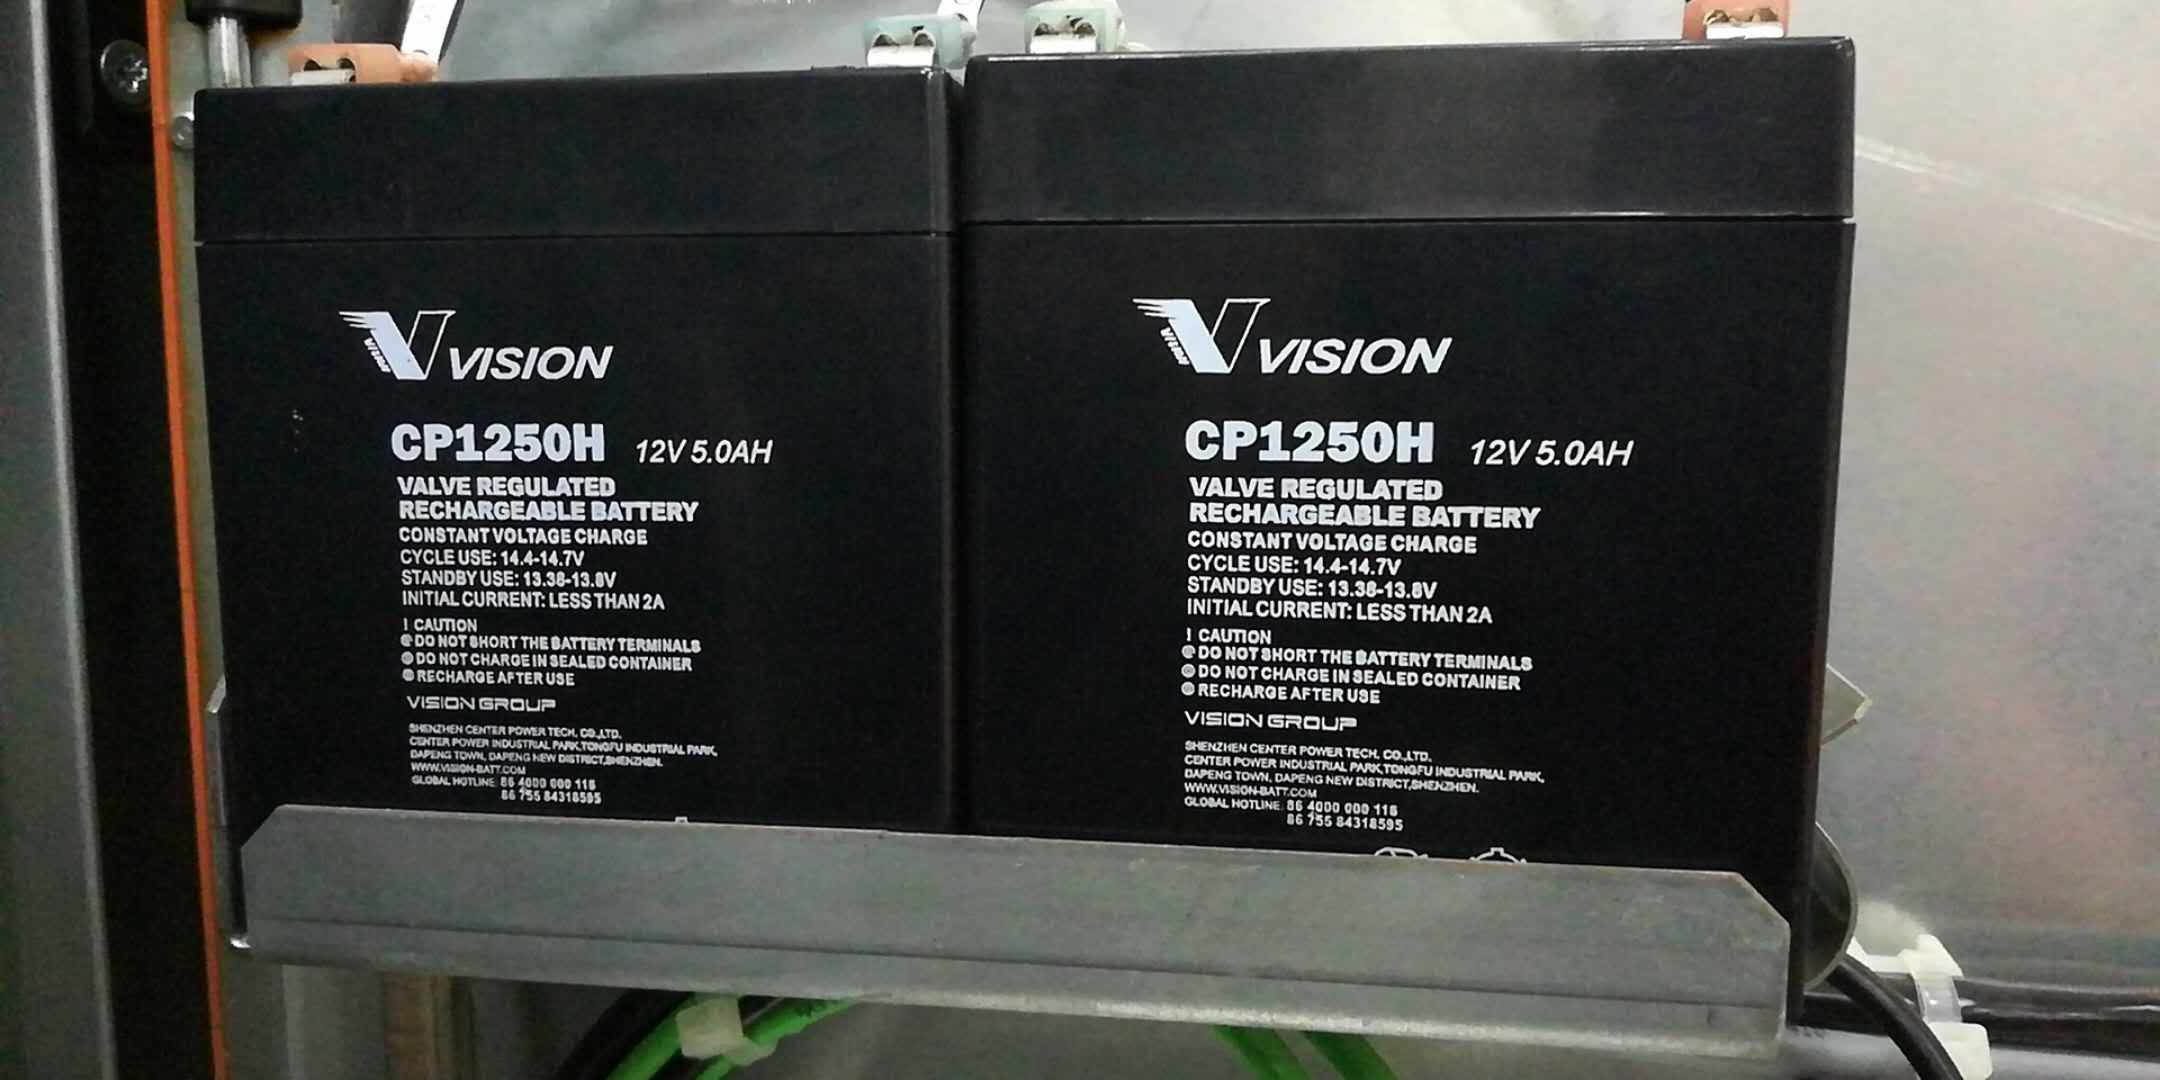 VISION
VISION
CP1250H 12V 5.0AH
VALVE REGULATED
RECHARGEABLE BATTERY
CONSTANT VOLTAGE CHARGE
CYCLE USE: 14.4-14.7V
STANDBY USE: 13.38-13.8V
INITIAL CURRENT: LESS THAN 2A
! CAUTION
DO NOT SHORT THE BATTERY TERMINALS
DO NOT CHARGE IN SEALED CONTAINER
RECHARGE AFTER USE
VISION GROUP
SHENZHEN CENTER POWER TECH. CO.,LTD.
CENTER POWER INDUSTRIAL PARK,TONGFU INDUSTRIAL PARK,
DAPENG TOWN, DAPENG NEW DISTRICT,SHENZHEN.
WWW.VISION-BATT.COM
GLOBAL HOTLINE: 86 4000 000 118
86 755 84318595
VISION
VISION
CP1250H 12V 5.0AH
VALVE REGULATED
RECHARGEABLE BATTERY
CONSTANT VOLTAGE CHARGE
CYCLE USE: 14.4-14.7V
STANDBY USE: 13.38-13.8V
INITIAL CURRENT: LESS THAN 2A
! CAUTION
DO NOT SHORT THE BATTERY TERMINALS
DO NOT CHARGE IN SEALED CONTAINER
RECHARGE AFTER USE
VISION GROUP
SHENZHEN CENTER POWER TECH. CO.,LTD.
CENTER POWER INDUSTRIAL PARK,TONGFU INDUSTRIAL PARK,
DAPENG TOWN, DAPENG NEW DISTRICT,SHENZHEN.
WWW.VISION-BATT.COM
GLOBAL HOTLINE: 86 4000 000 118
86 755 84318595